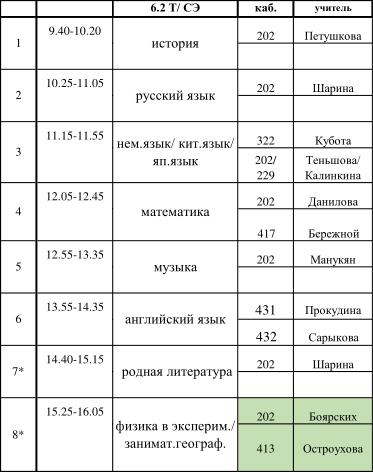 6.2 Т/ СЭ каб. учитель
1 9.40-10.20 история 202 Петушкова
2 10.25-11.05 русский язык 202 Шарина
3 11.15-11.55 нем.язык/ кит.язык/ 322 Кубота
яп.язык 202/ Теньшова/
229 Калинкина
4 12.05-12.45 математика 202 Данилова
417 Бережной
5 12.55-13.35 музыка 202 Манукян
6 13.55-14.35 английский язык 431 Прокудина
432 Сарыкова
7* 14.40-15.15 родная литература 202 Шарина
8* 15.25-16.05 физика в эксперим./ 202 Боярских
занимат.географ. 413 Остроухова